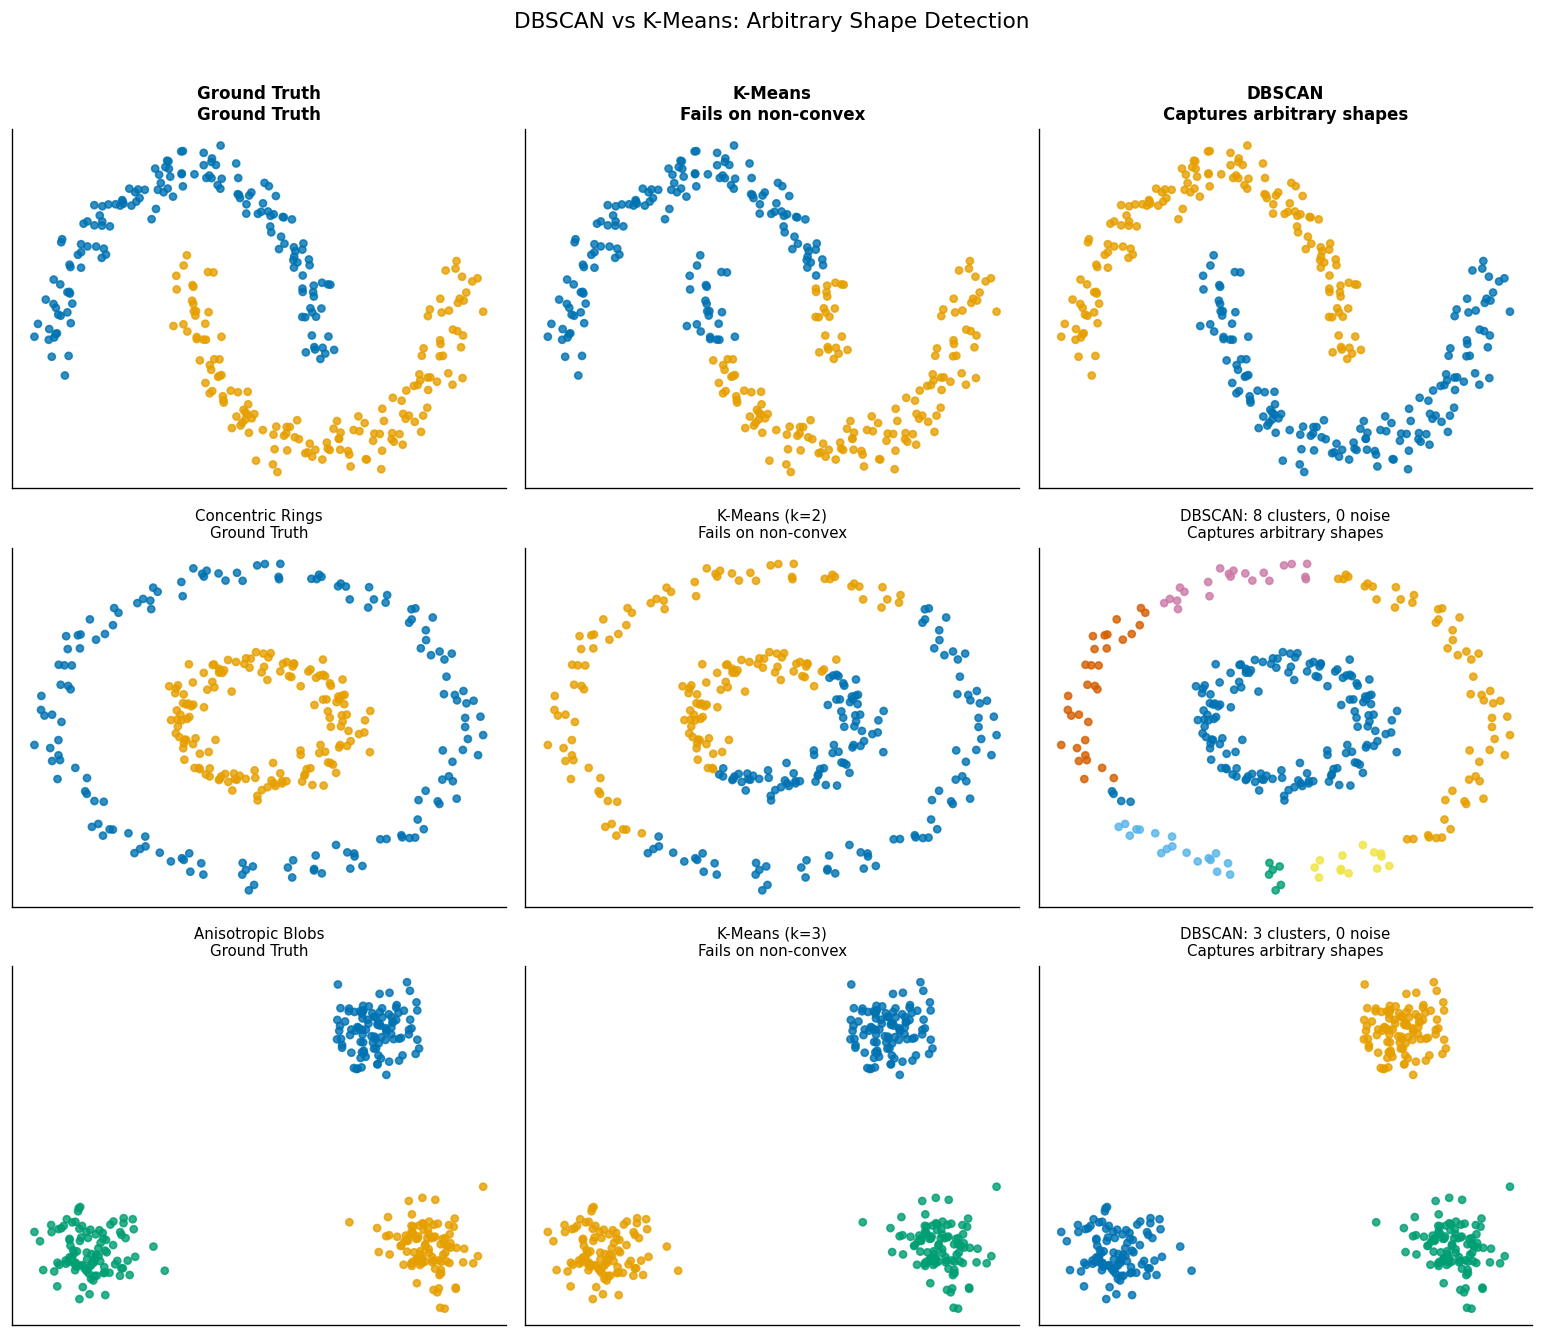 DBSCAN vs K-Means: Arbitrary Shape Detection
Ground Truth
Ground Truth
K-Means
Fails on non-convex
DBSCAN
Captures arbitrary shapes
Concentric Rings
Ground Truth
K-Means (k=2)
Fails on non-convex
DBSCAN: 8 clusters, 0 noise
Captures arbitrary shapes
Anisotropic Blobs
Ground Truth
K-Means (k=3)
Fails on non-convex
DBSCAN: 3 clusters, 0 noise
Captures arbitrary shapes